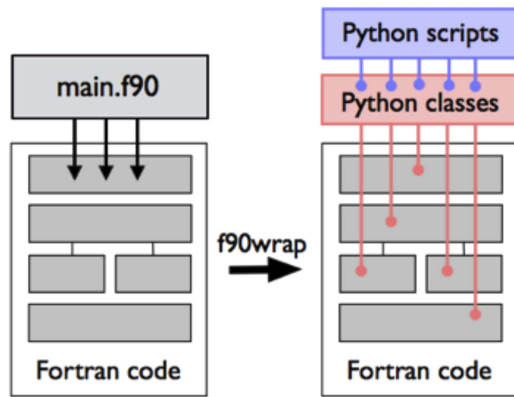 main.f90
Fortran code
f90wrap
Python scripts
Python classes
Fortran code